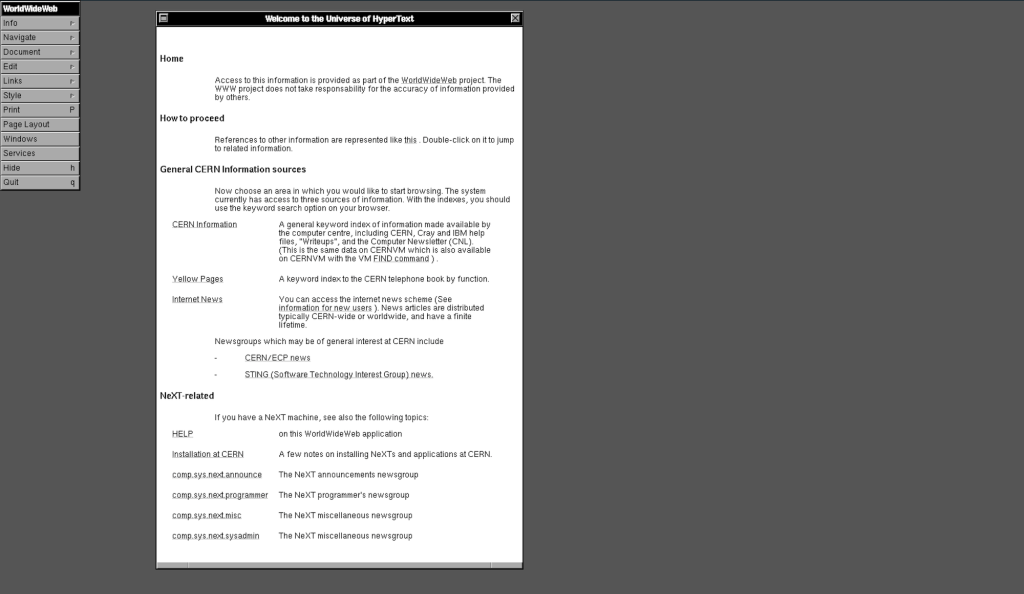 WorldWideWeb
Info
Navigate
Document
Edit
Links
Style
Print P
Page Layout
Windows
Services
Hide h
Quit q
Welcome to the Universe of HyperText
Home
Access to this information is provided as part of the WorldWideWeb project. The
WWW project does not take responsability for the accuracy of information provided
by others.
How to proceed
References to other information are represented like this . Double-click on it to jump
to related information.
General CERN Information sources
Now choose an area in which you would like to start browsing. The system
currently has access to three sources of information. With the indexes, you should
use the keyword search option on your browser.
CERN Information A general keyword index of information made available by
the computer centre, including CERN, Cray and IBM help
files, "Writeups", and the Computer Newsletter (CNL).
(This is the same data on CERNVM which is also available
on CERNVM with the VM FIND command ) .
Yellow Pages A keyword index to the CERN telephone book by function.
Internet News You can access the internet news scheme (See
information for new users ). News articles are distributed
typically CERN-wide or worldwide, and have a finite
lifetime.
Newsgroups which may be of general interest at CERN include
- CERN/ECP news
- STING (Software Technology Interest Group) news.
NeXT-related
If you have a NeXT machine, see also the following topics:
HELP on this WorldWideWeb application
Installation at CERN A few notes on installing NeXTs and applications at CERN.
comp.sys.next.announce The NeXT announcements newsgroup
comp.sys.next.programmer The NeXT programmer's newsgroup
comp.sys.next.misc The NeXT miscellaneous newsgroup
comp.sys.next.sysadmin The NeXT miscellaneous newsgroup